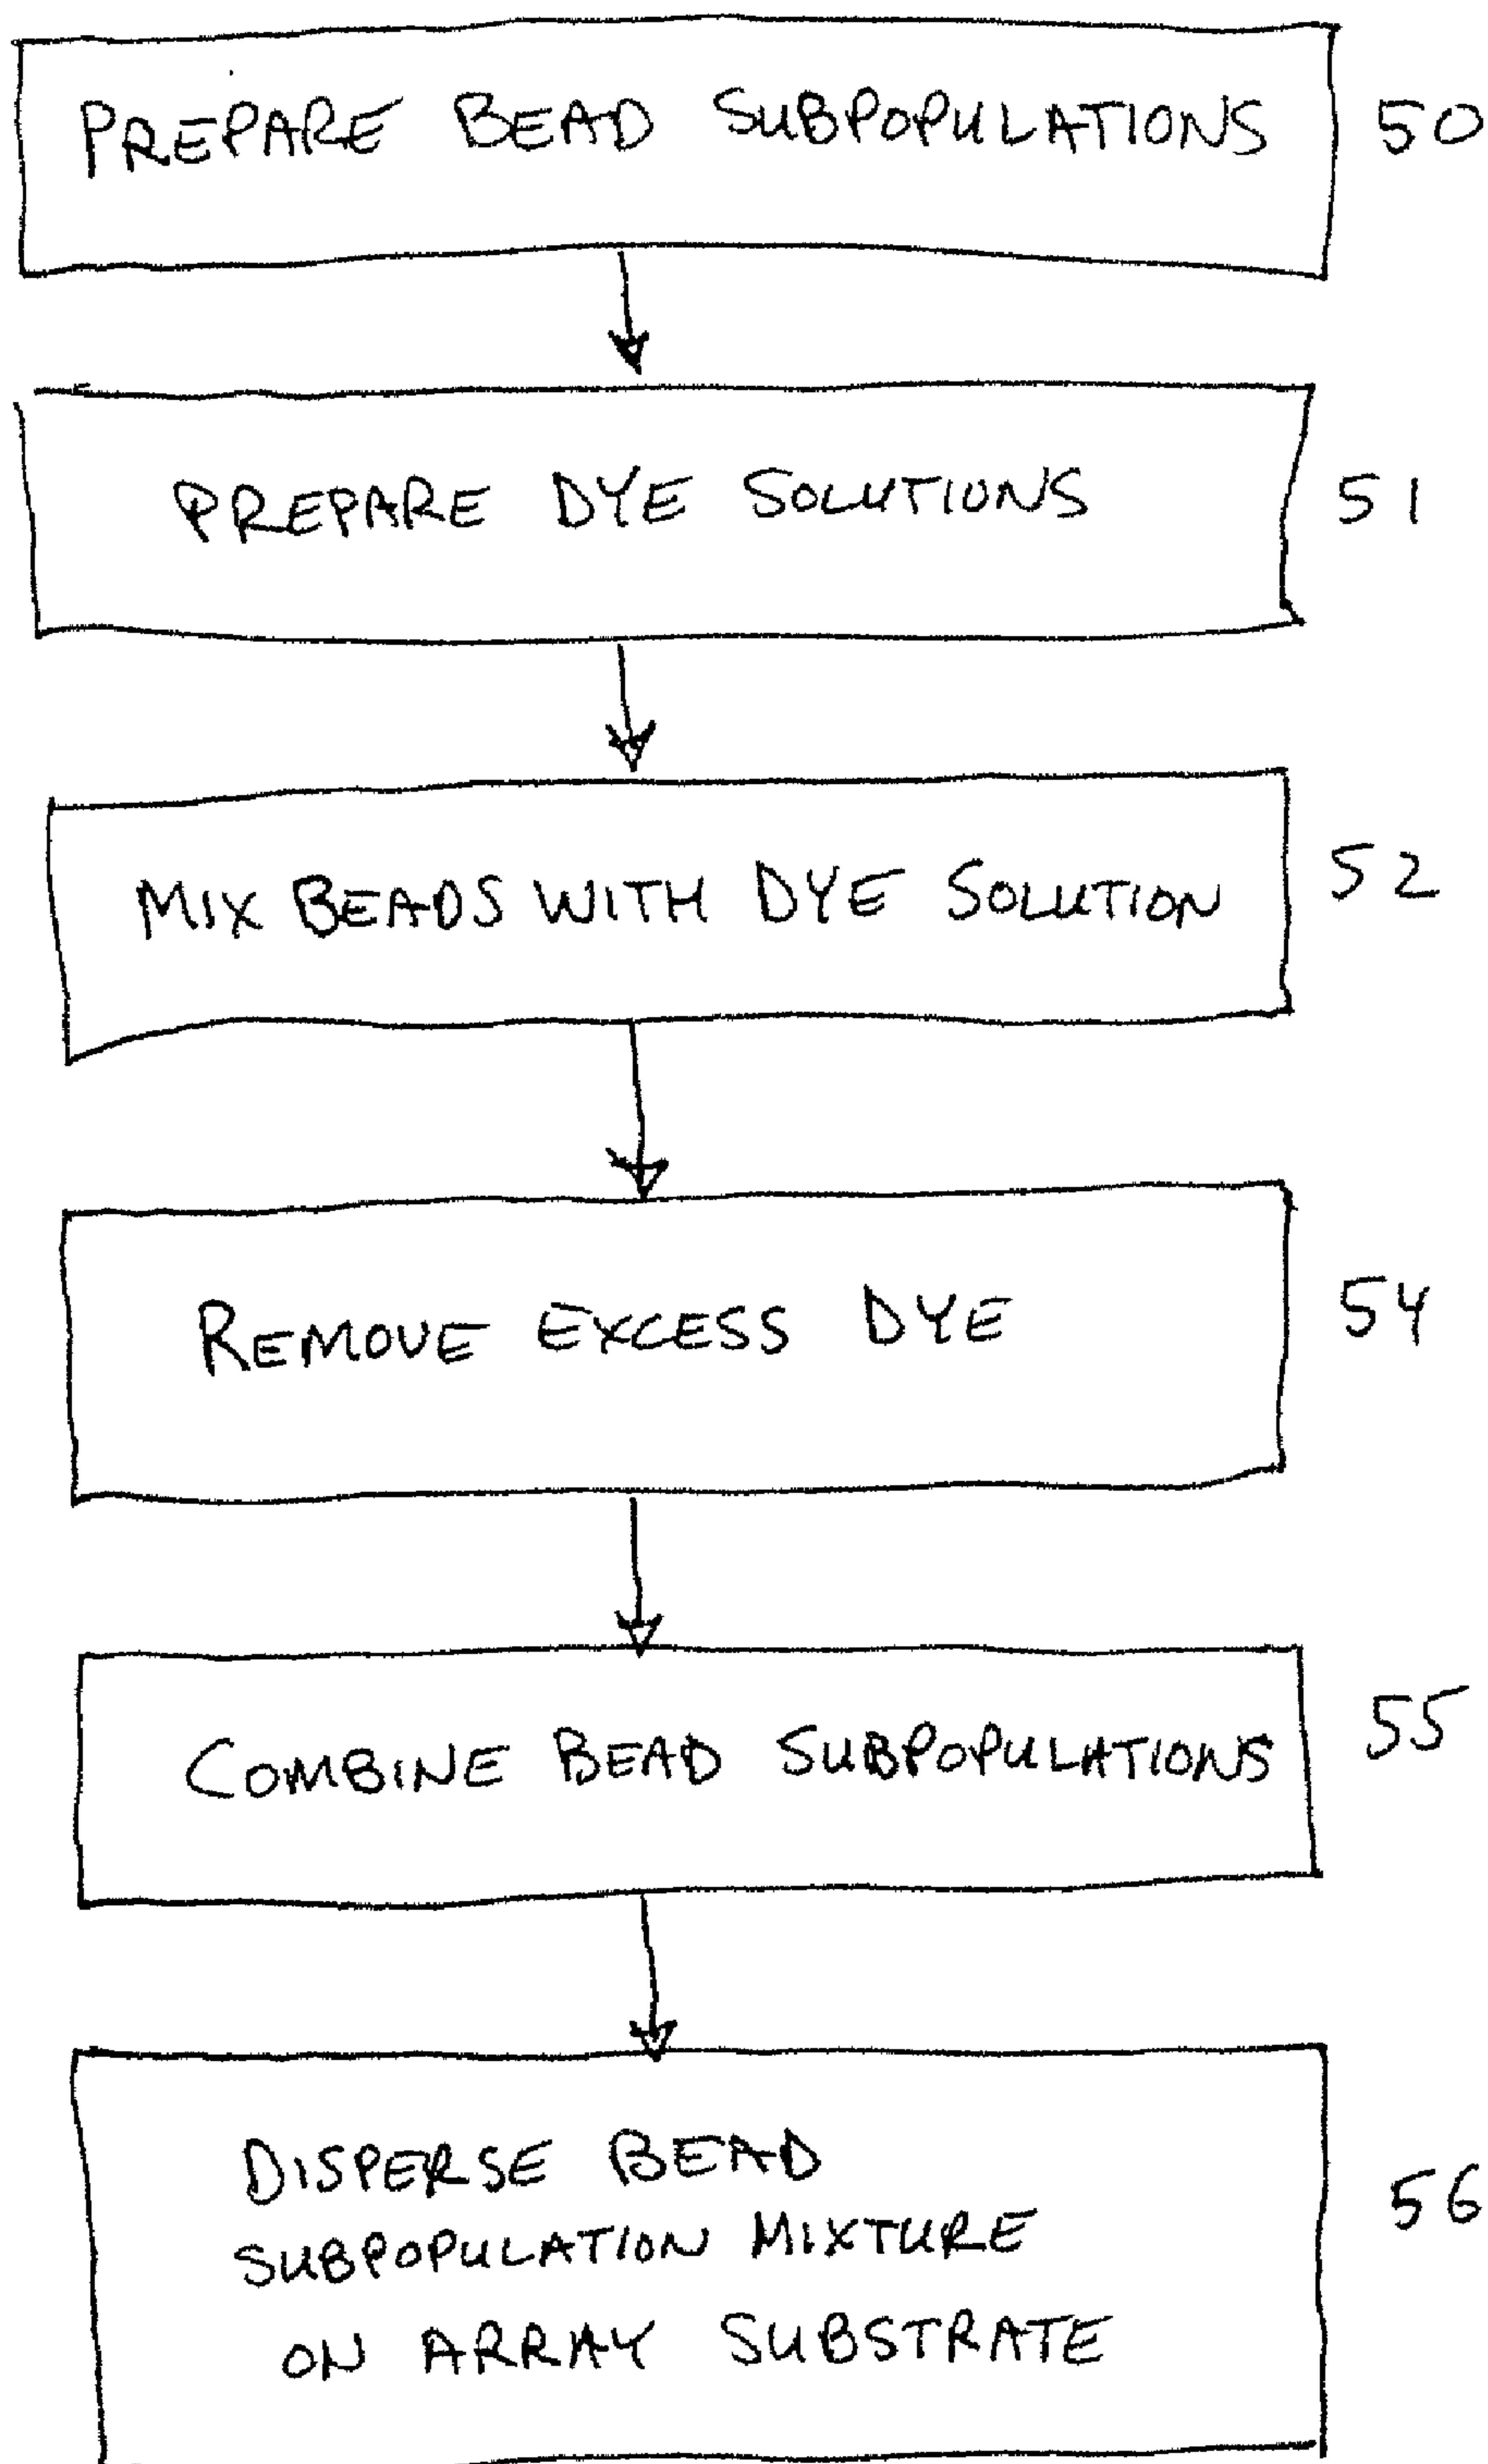 PREPARE BEAD SUBPOPULATIONS 50
PREPARE DYE SOLUTIONS 51
MIX BEADS WITH DYE SOLUTION 52
REMOVE EXCESS DYE 54
COMBINE BEAD SUBPOPULATIONS 55
DISPERSE BEAD
SUBPOPULATION MIXTURE 56
ON ARRAY SUBSTRATE